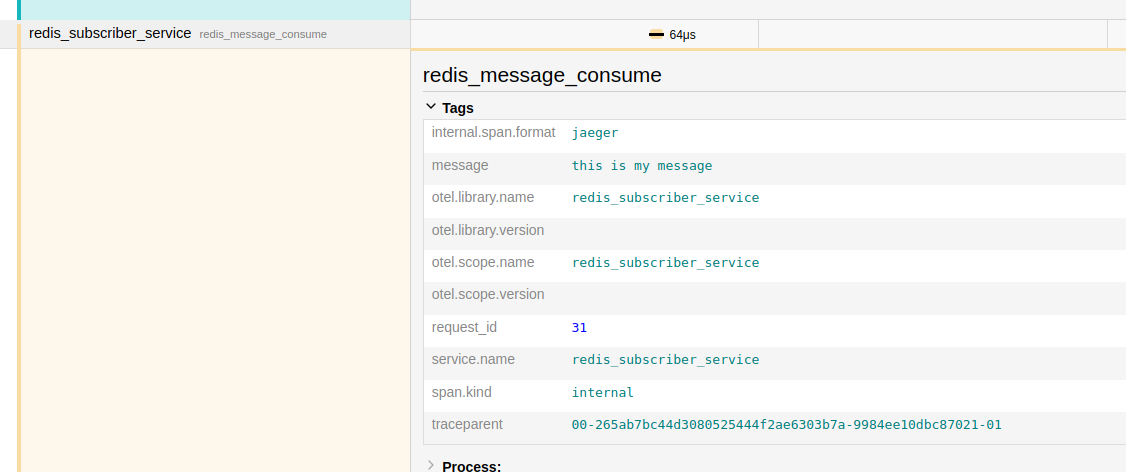 redis_subscriber_service redis_message_consume
64μs
redis_message_consume
Tags
internal.span.format jaeger
message this is my message
otel.library.name redis_subscriber_service
otel.library.version
otel.scope.name redis_subscriber_service
otel.scope.version
request_id 31
service.name redis_subscriber_service
span.kind internal
traceparent 00-265ab7bc44d3080525444f2ae6303b7a-9984ee10dbc87021-01
Process: